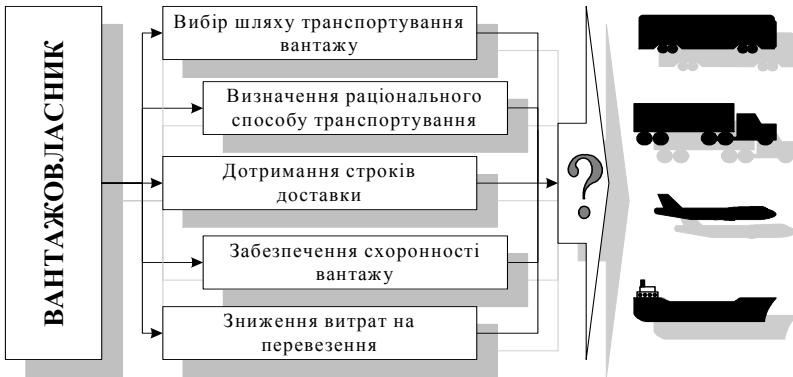 ВАНТАЖОВЛАСНИК
Вибір шляху транспортування
вантажу
Визначення раціонального
способу транспортування
Дотримання строків
доставки
Забезпечення схоронності
вантажу
Зниження витрат на
перевезення
?